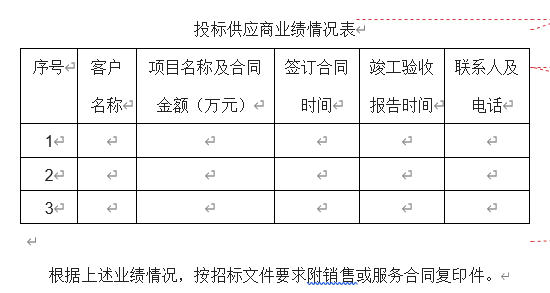 投标供应商业绩情况表
序号 客户 项目名称及合同 签订合同 竣工验收 联系人及
名称 金额（万元） 时间 报告时间 电话
1
2
3
根据上述业绩情况，按招标文件要求附销售或服务合同复印件。